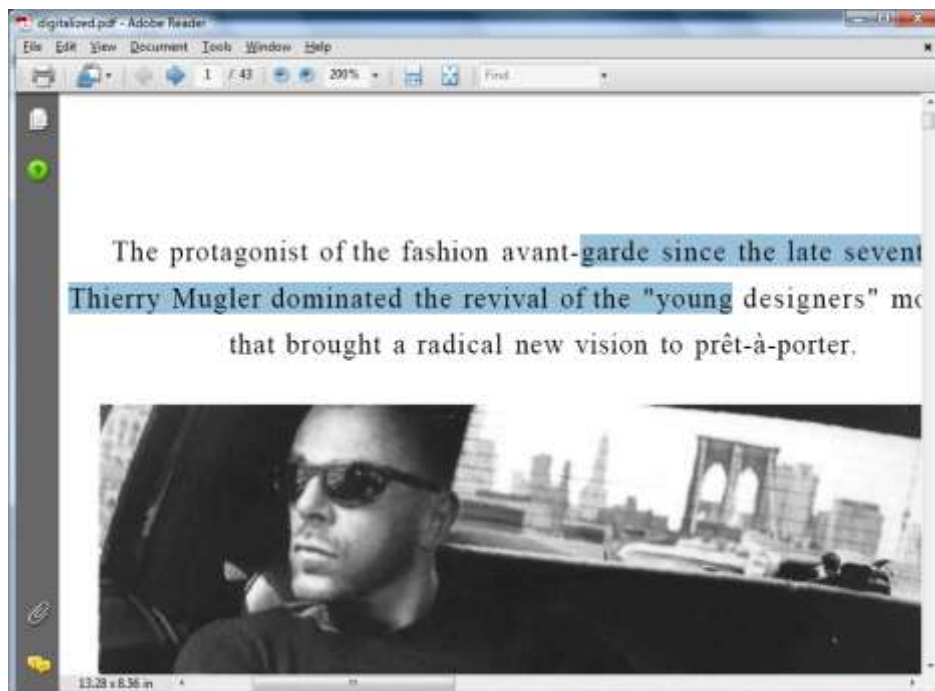 digitalized.pdf - Adobe Reader
File Edit View Document Tools Window Help
1 / 43 200% Find
The protagonist of the fashion avant-garde since the late sevent
Thierry Mugler dominated the revival of the "young designers" mo
that brought a radical new vision to prêt-à-porter.
13.28 x 8.56 in